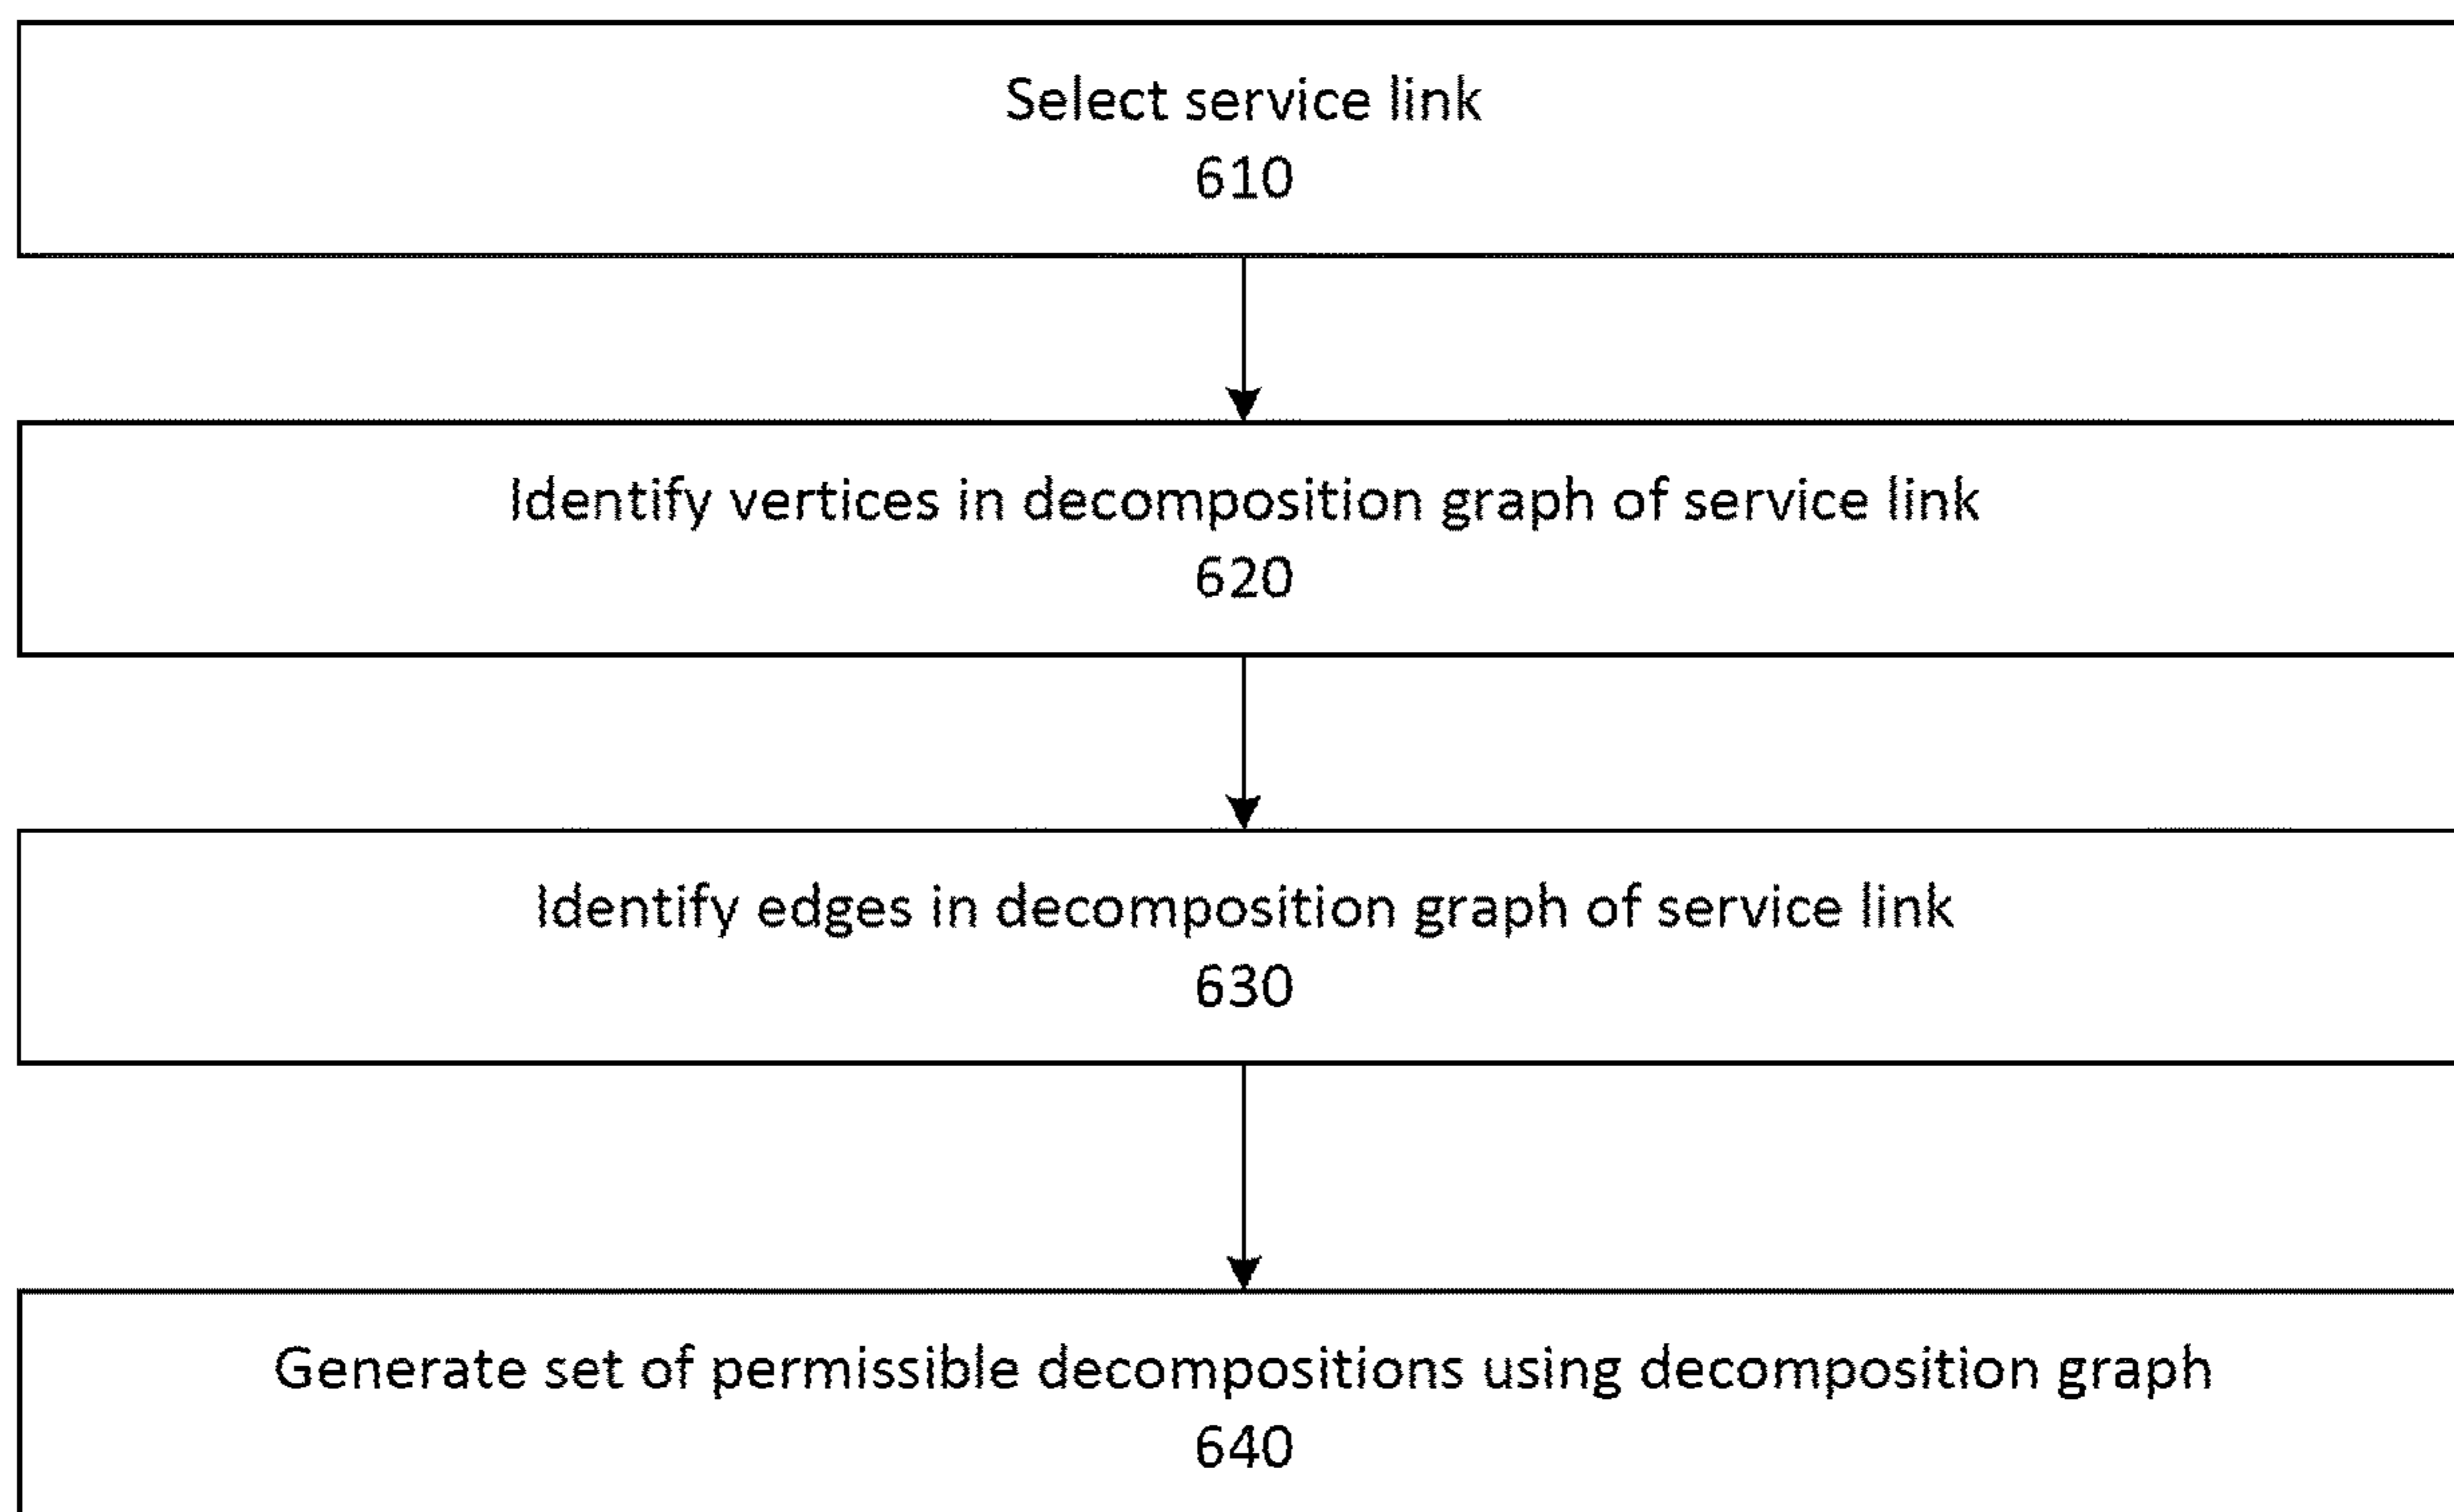 Select service link
610
Identify vertices in decomposition graph of service link
620
Identify edges in decomposition graph of service link
630
Generate set of permissible decompositions using decomposition graph
640